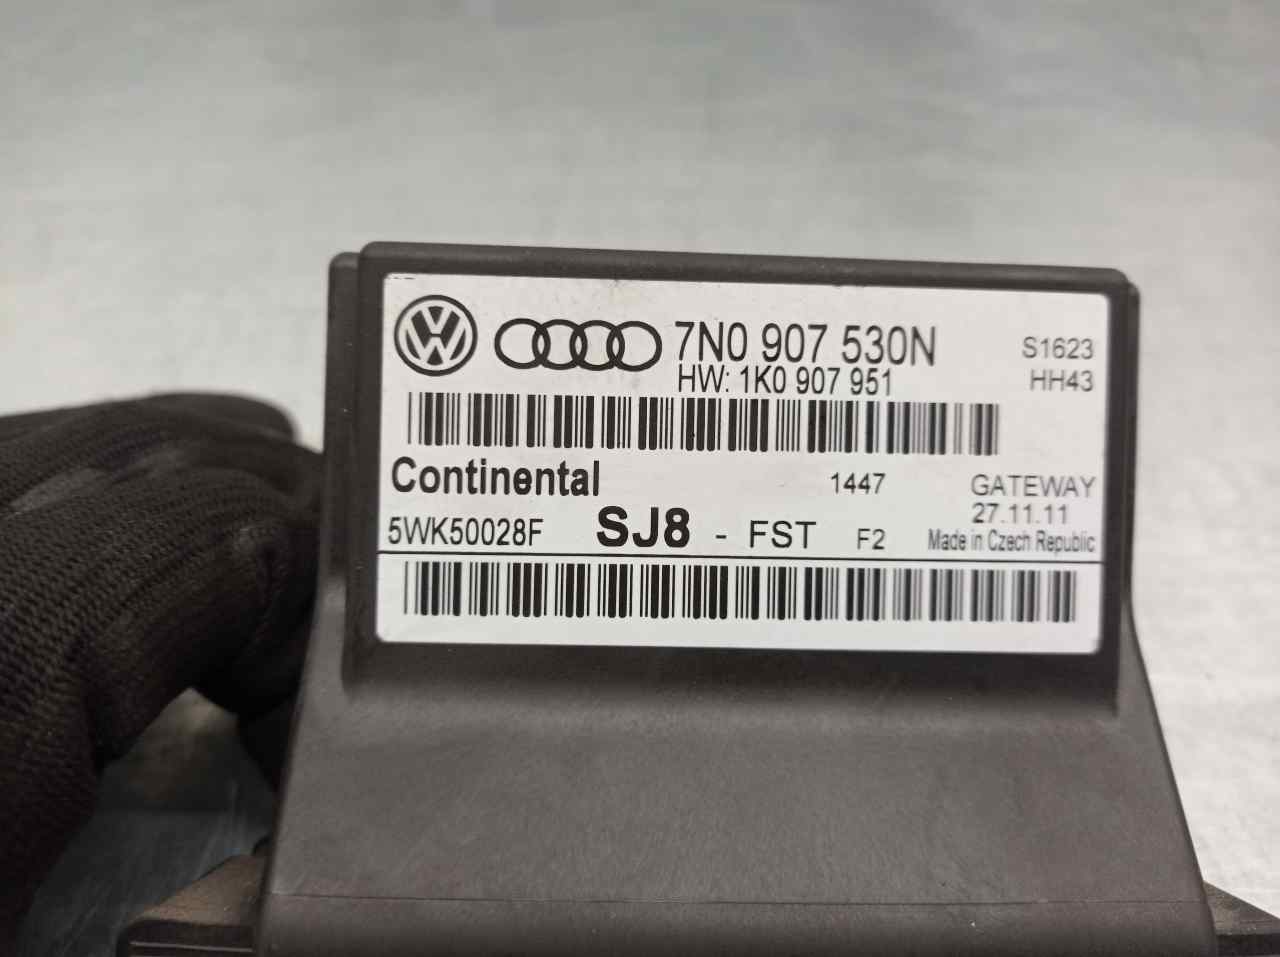 7N0 907 530N S1623
HW: 1K0 907 951 HH43
Continental 1447 GATEWAY
27.11.11
5WK50028F SJ8 - FST F2 Made in Czech Republic